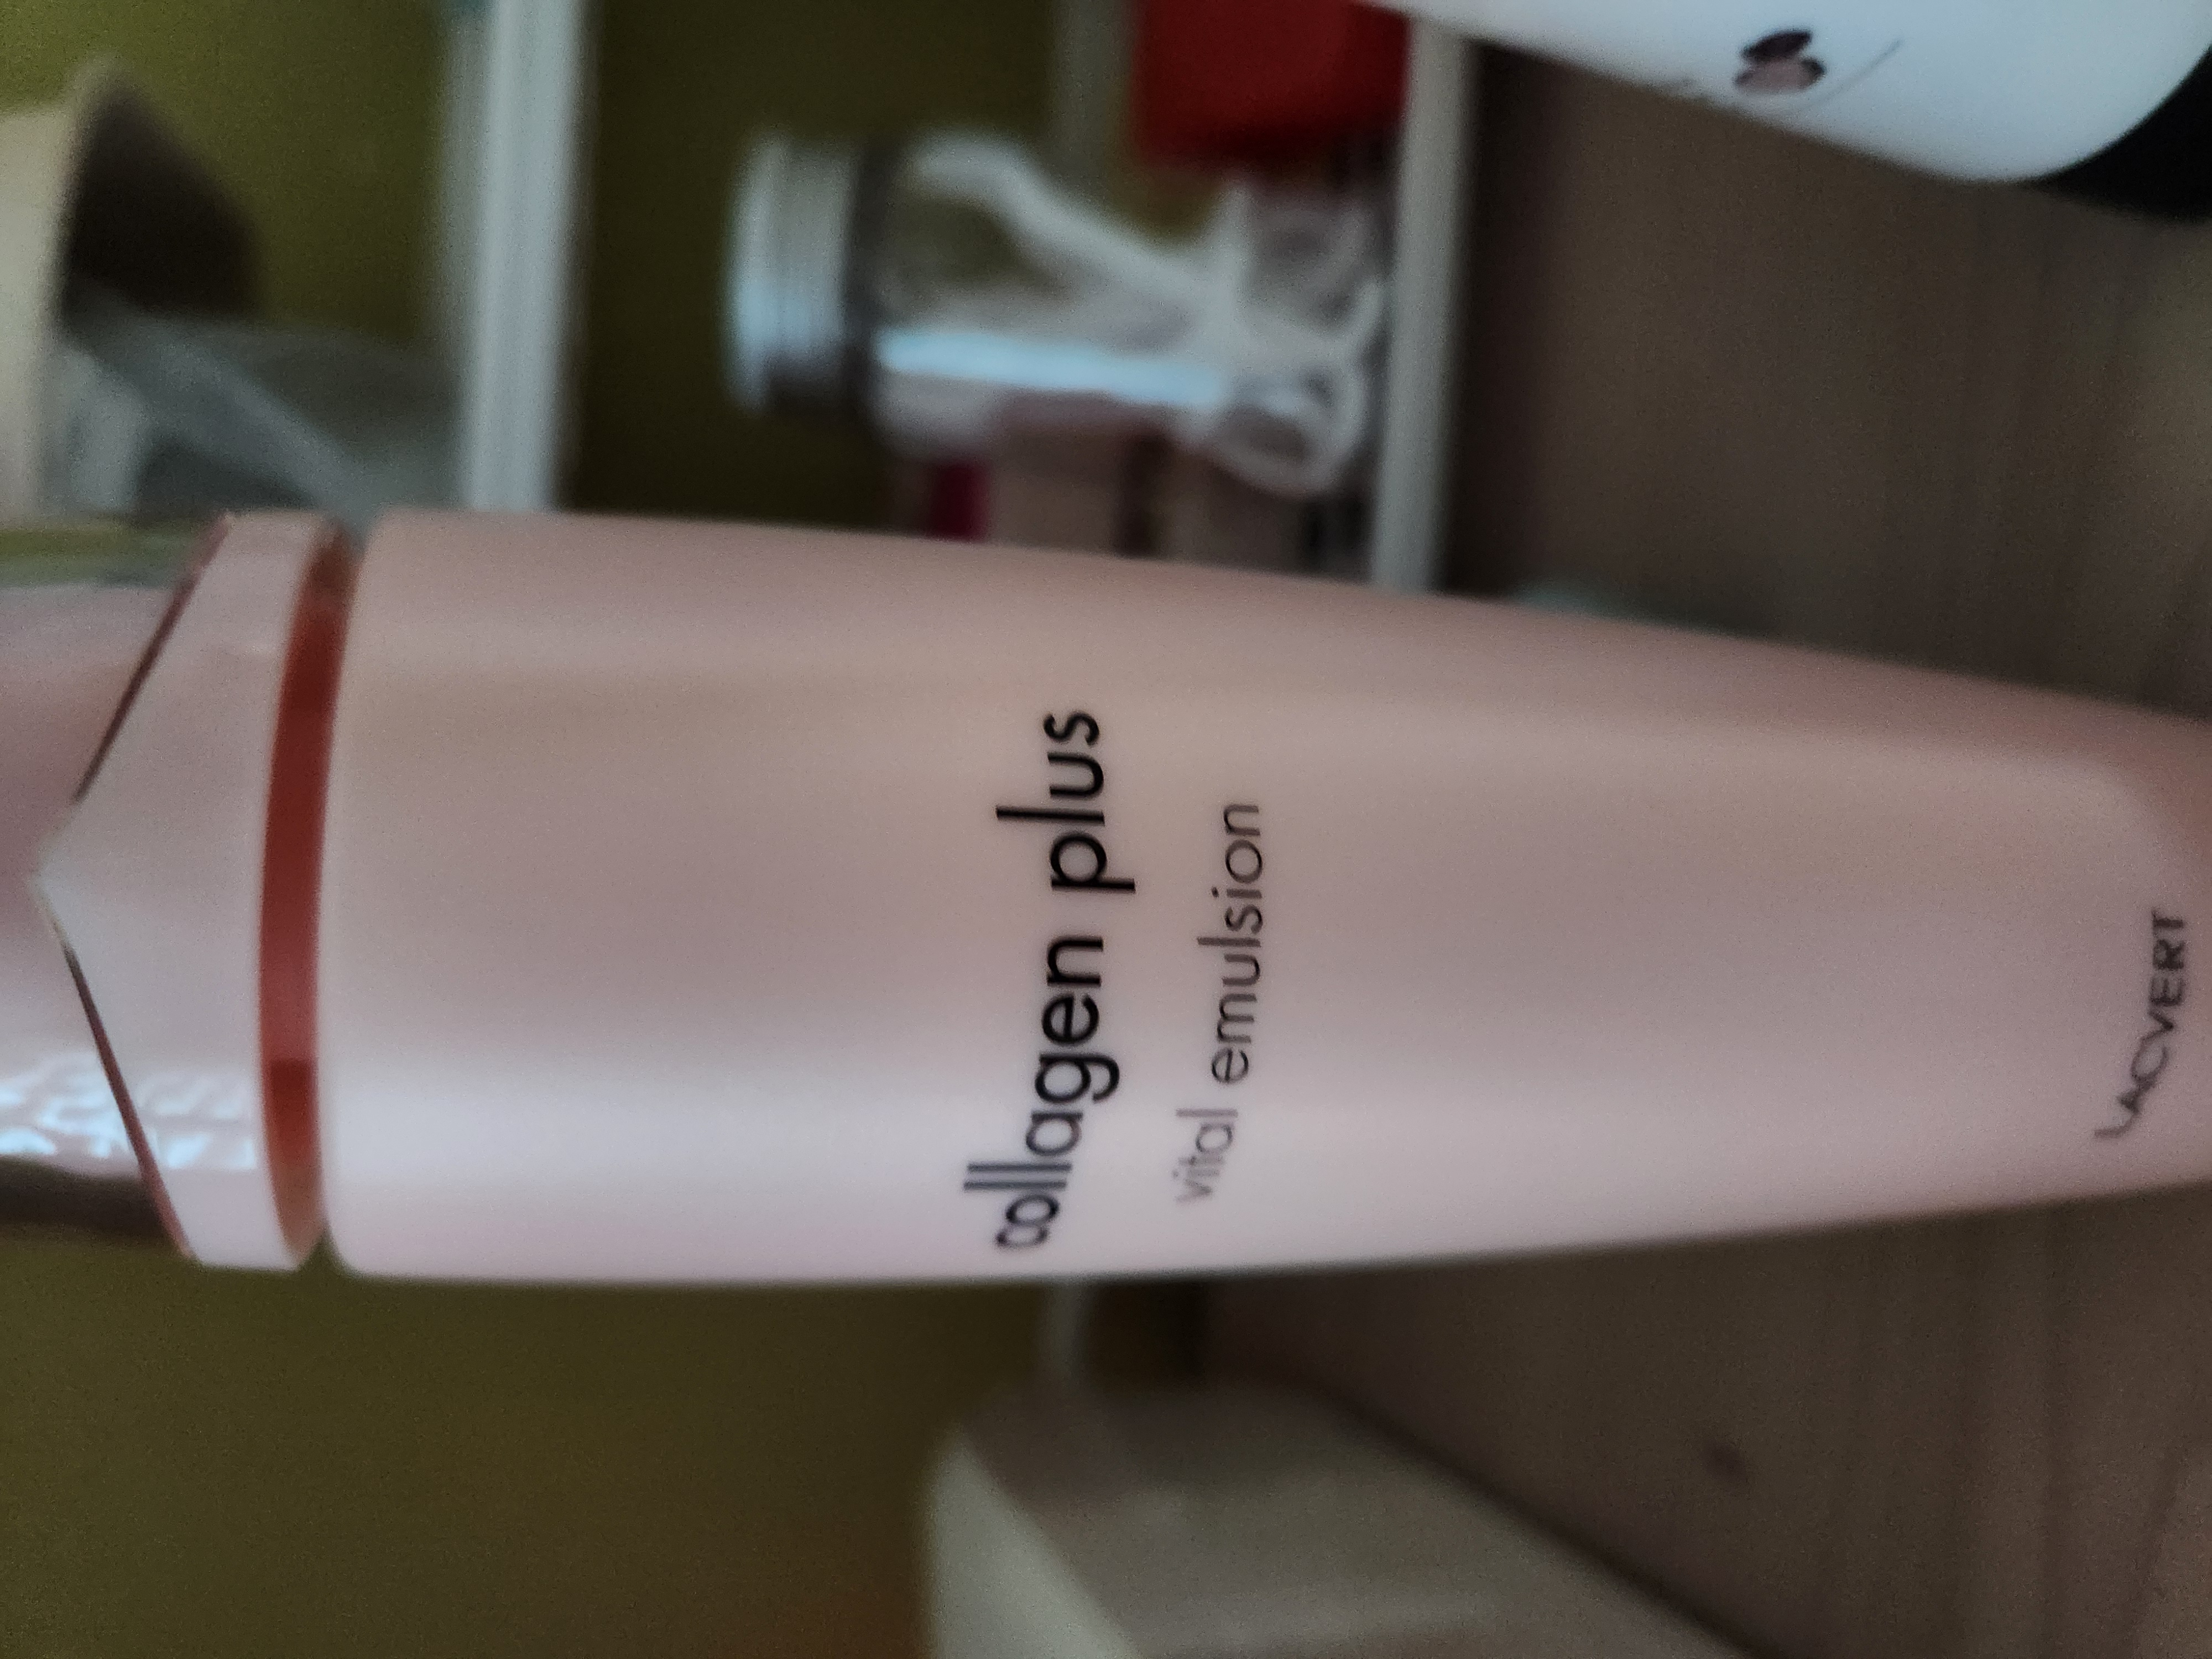 collagen plus
vital emulsion
LACVERT